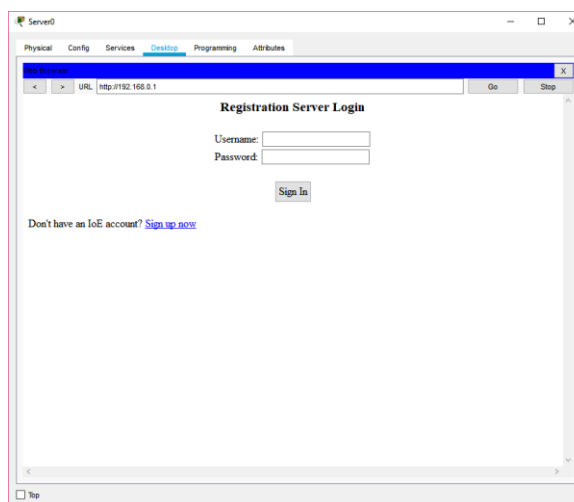 Server0
Physical Config Services Desktop Programming Attributes
Web Browser X
< > URL http://192.168.0.1 Go Stop
Registration Server Login
Username:
Password:
Sign In
Don't have an IoE account? Sign up now
Top